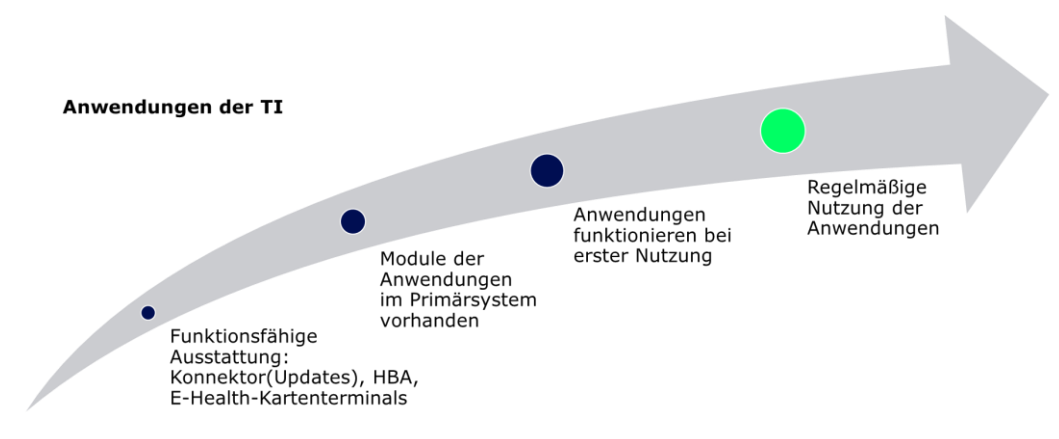 Anwendungen der TI
Funktionsfähige
Ausstattung:
Konnektor(Updates), HBA,
E-Health-Kartenterminals
Module der
Anwendungen
im Primärsystem
vorhanden
Anwendungen
funktionieren bei
erster Nutzung
Regelmäßige
Nutzung der
Anwendungen